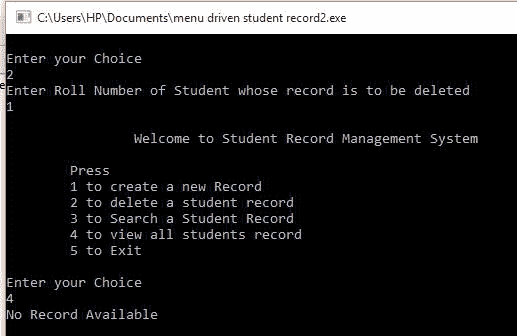 C:\Users\HP\Documents\menu driven student record2.exe
Enter your Choice
2
Enter Roll Number of Student whose record is to be deleted
1
Welcome to Student Record Management System
Press
1 to create a new Record
2 to delete a student record
3 to Search a Student Record
4 to view all students record
5 to Exit
Enter your Choice
4
No Record Available